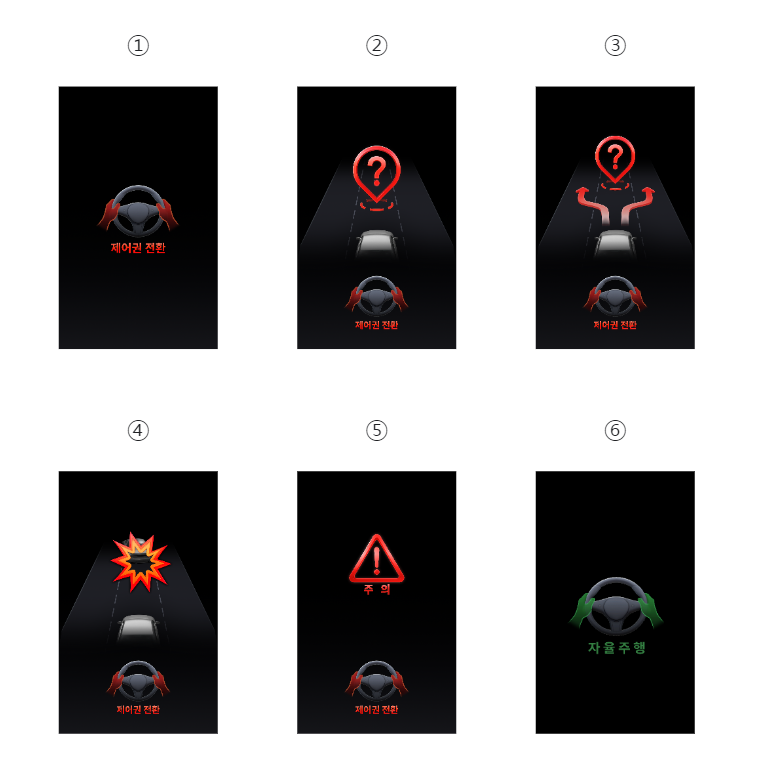 ① ② ③
?
?
제어권 전환
제어권 전환
제어권 전환
④ ⑤ ⑥
!
주 의
자율주행
제어권 전환
제어권 전환